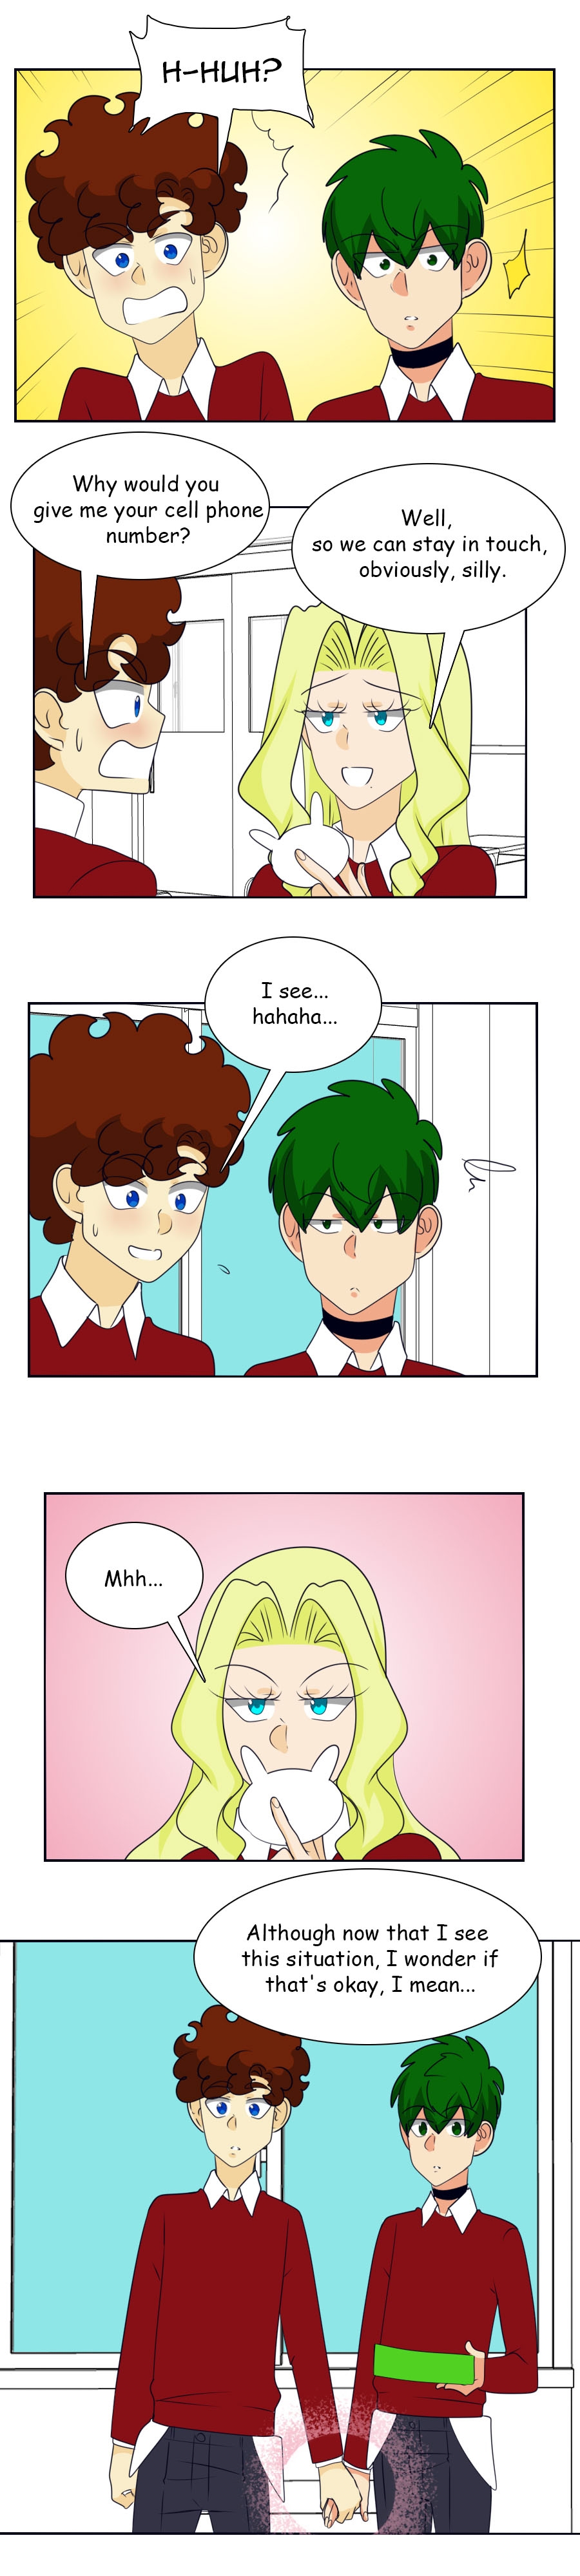 H-HUH?
Why would you
give me your cell phone
number?
Well,
so we can stay in touch,
obviously, silly.
I see...
hahaha...
Mhh...
Although now that I see
this situation, I wonder if
that's okay, I mean...